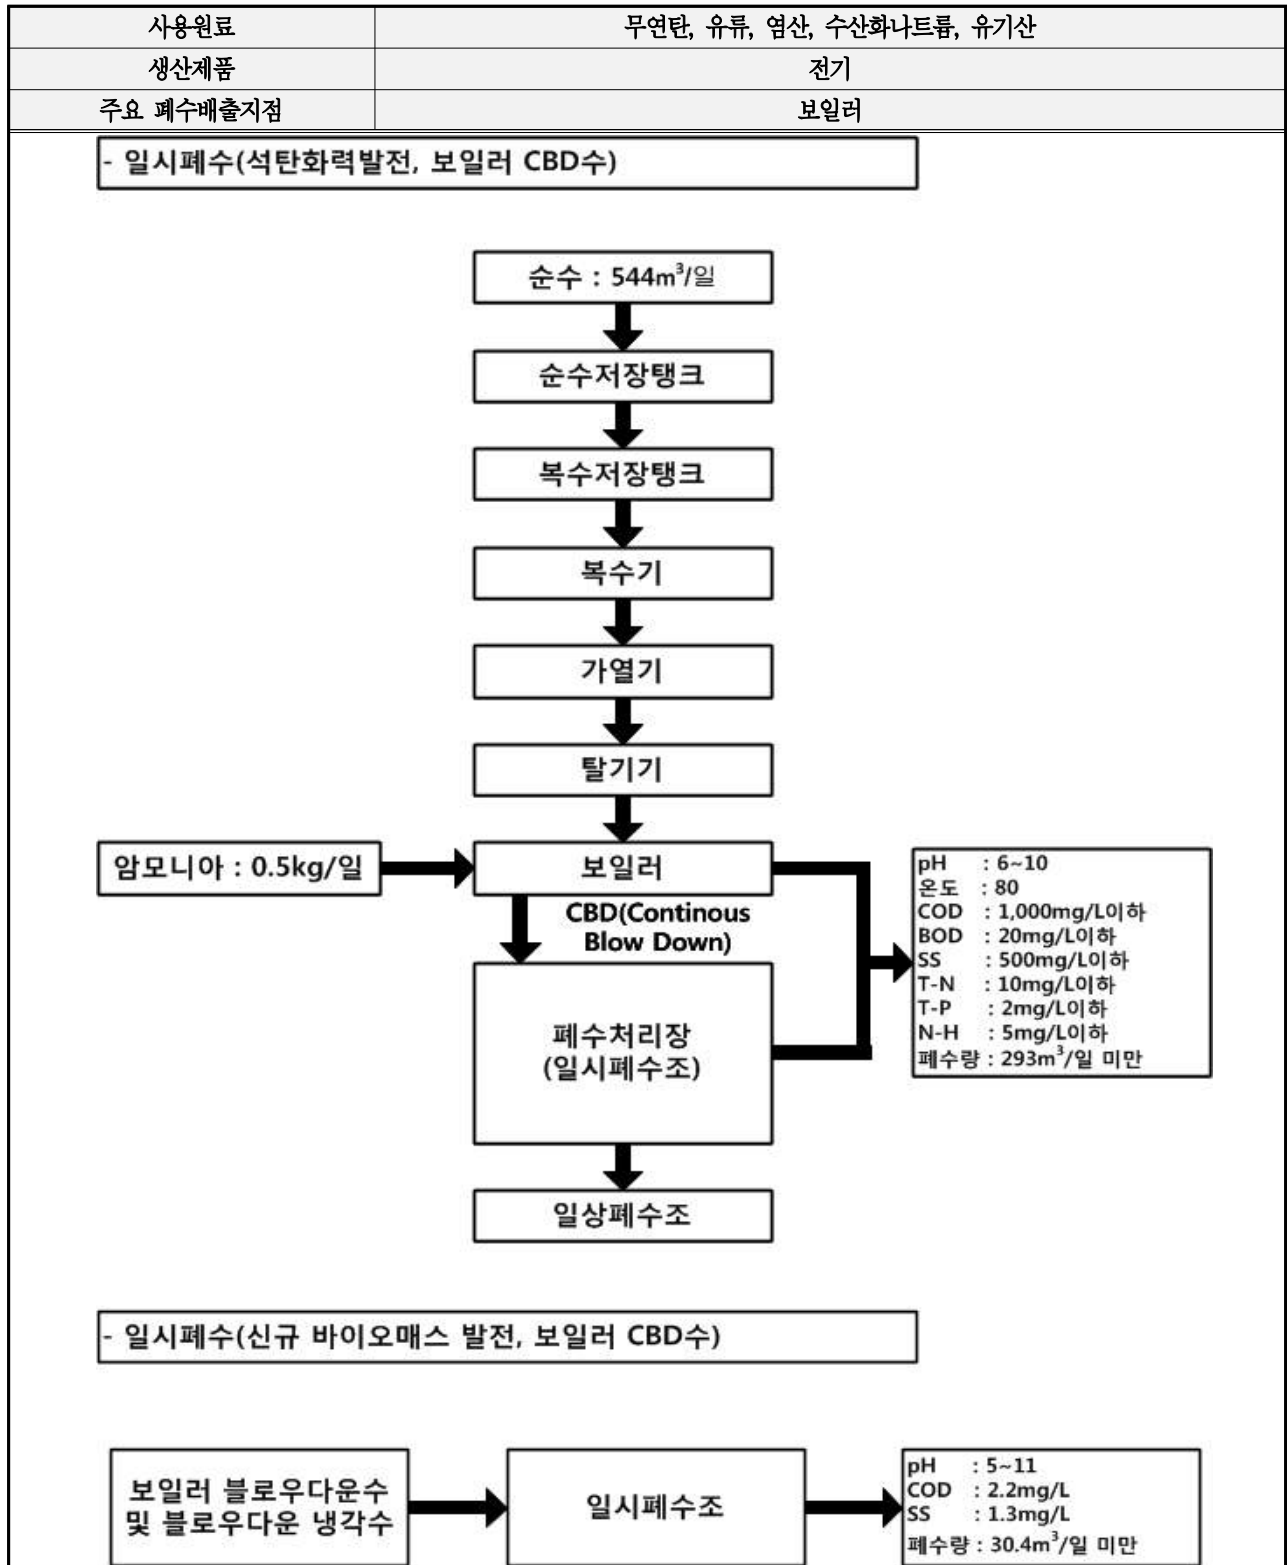 사용원료 무연탄, 유류, 염산, 수산화나트륨, 유기산
생산제품 전기
주요 폐수배출지점 보일러
- 일시폐수(석탄화력발전, 보일러 CBD수)
순수 : 544m³/일
순수저장탱크
복수저장탱크
복수기
가열기
탈기기
암모니아 : 0.5kg/일
보일러
CBD(Continous
Blow Down)
폐수처리장
(일시폐수조)
일상폐수조
pH : 6~10
온도 : 80
COD : 1,000mg/L이하
BOD : 20mg/L이하
SS : 500mg/L이하
T-N : 10mg/L이하
T-P : 2mg/L이하
N-H : 5mg/L이하
폐수량 : 293m³/일 미만
- 일시폐수(신규 바이오매스 발전, 보일러 CBD수)
보일러 블로우다운수
및 블로우다운 냉각수
일시폐수조
pH : 5~11
COD : 2.2mg/L
SS : 1.3mg/L
폐수량 : 30.4m³/일 미만